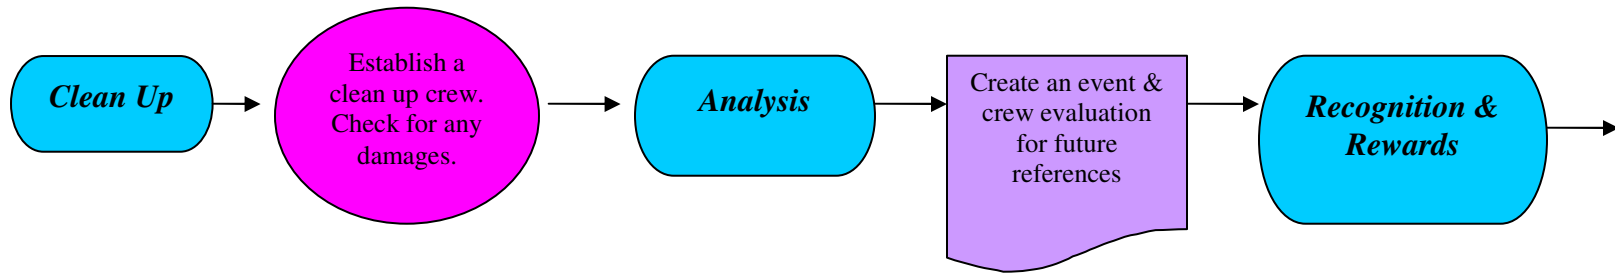 Clean Up
Establish a
clean up crew.
Check for any
damages.
Analysis
Create an event &
crew evaluation
for future
references
Recognition &
Rewards